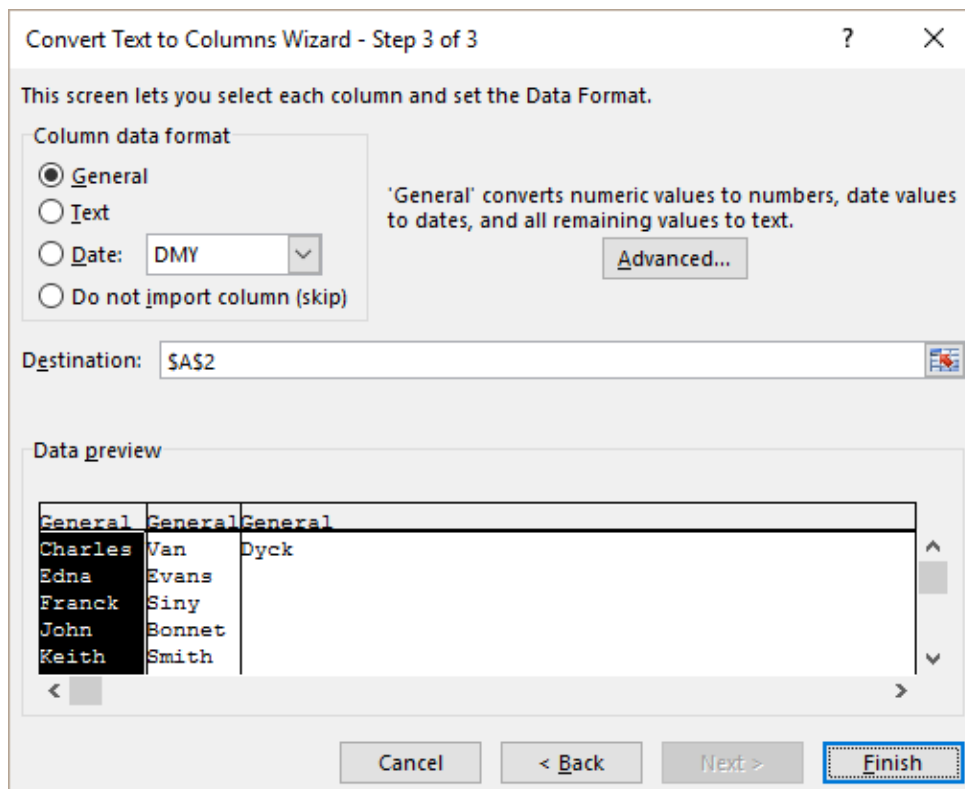 Convert Text to Columns Wizard - Step 3 of 3 ?
This screen lets you select each column and set the Data Format.
Column data format
General
Text
Date: DMY
Do not import column (skip)
'General' converts numeric values to numbers, date values
to dates, and all remaining values to text.
Advanced...
Destination: $A$2
Data preview
General General General
Charles Van Dyck
Edna Evans
Franck Siny
John Bonnet
Keith Smith
Cancel < Back Next > Finish